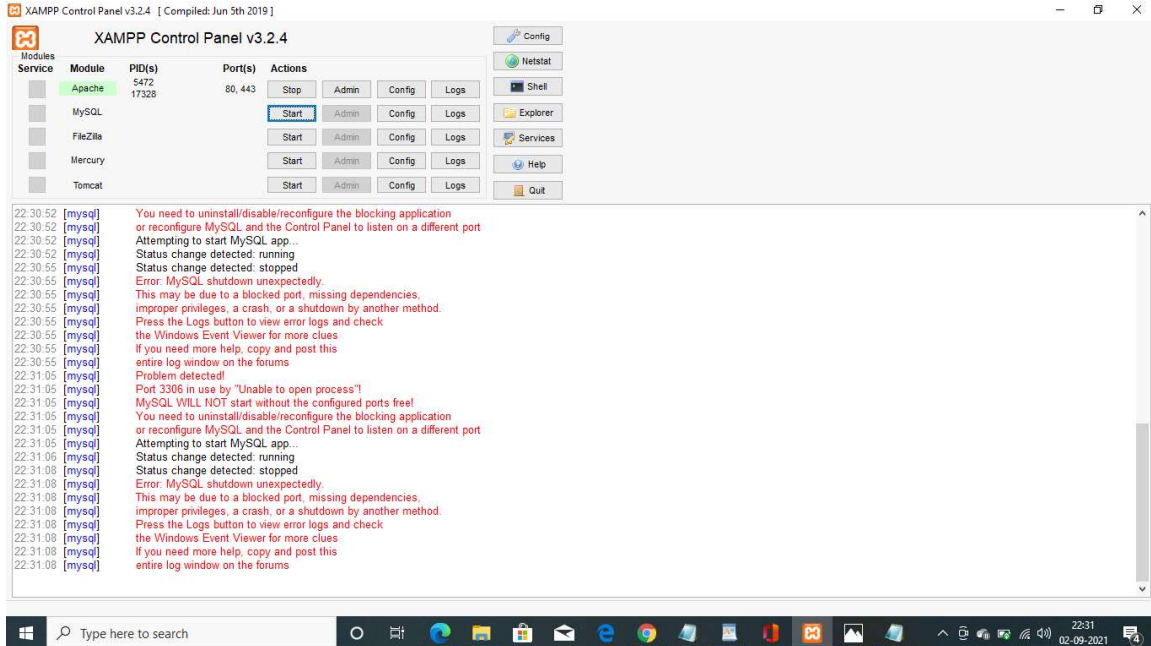 XAMPP Control Panel v3.2.4 [ Compiled: Jun 5th 2019 ]
XAMPP Control Panel v3.2.4
Config
Modules
Service Module PID(s) Port(s) Actions
Netstat
Apache 5472 17328 80, 443 Stop Admin Config Logs
Shell
MySQL Start Admin Config Logs
Explorer
FileZilla Start Admin Config Logs
Services
Mercury Start Admin Config Logs
Help
Tomcat Start Admin Config Logs
Quit
22:30:52 [mysql] You need to uninstall/disable/reconfigure the blocking application
22:30:52 [mysql] or reconfigure MySQL and the Control Panel to listen on a different port
22:30:52 [mysql] Attempting to start MySQL app...
22:30:52 [mysql] Status change detected: running
22:30:55 [mysql] Status change detected: stopped
22:30:55 [mysql] Error: MySQL shutdown unexpectedly.
22:30:55 [mysql] This may be due to a blocked port, missing dependencies,
22:30:55 [mysql] improper privileges, a crash, or a shutdown by another method.
22:30:55 [mysql] Press the Logs button to view error logs and check
22:30:55 [mysql] the Windows Event Viewer for more clues
22:30:55 [mysql] If you need more help, copy and post this
22:30:55 [mysql] entire log window on the forums
22:31:05 [mysql] Problem detected!
22:31:05 [mysql] Port 3306 in use by "Unable to open process"!
22:31:05 [mysql] MySQL WILL NOT start without the configured ports free!
22:31:05 [mysql] You need to uninstall/disable/reconfigure the blocking application
22:31:05 [mysql] or reconfigure MySQL and the Control Panel to listen on a different port
22:31:05 [mysql] Attempting to start MySQL app...
22:31:06 [mysql] Status change detected: running
22:31:08 [mysql] Status change detected: stopped
22:31:08 [mysql] Error: MySQL shutdown unexpectedly.
22:31:08 [mysql] This may be due to a blocked port, missing dependencies,
22:31:08 [mysql] improper privileges, a crash, or a shutdown by another method.
22:31:08 [mysql] Press the Logs button to view error logs and check
22:31:08 [mysql] the Windows Event Viewer for more clues
22:31:08 [mysql] If you need more help, copy and post this
22:31:08 [mysql] entire log window on the forums
Type here to search
22:31
02-09-2021
4